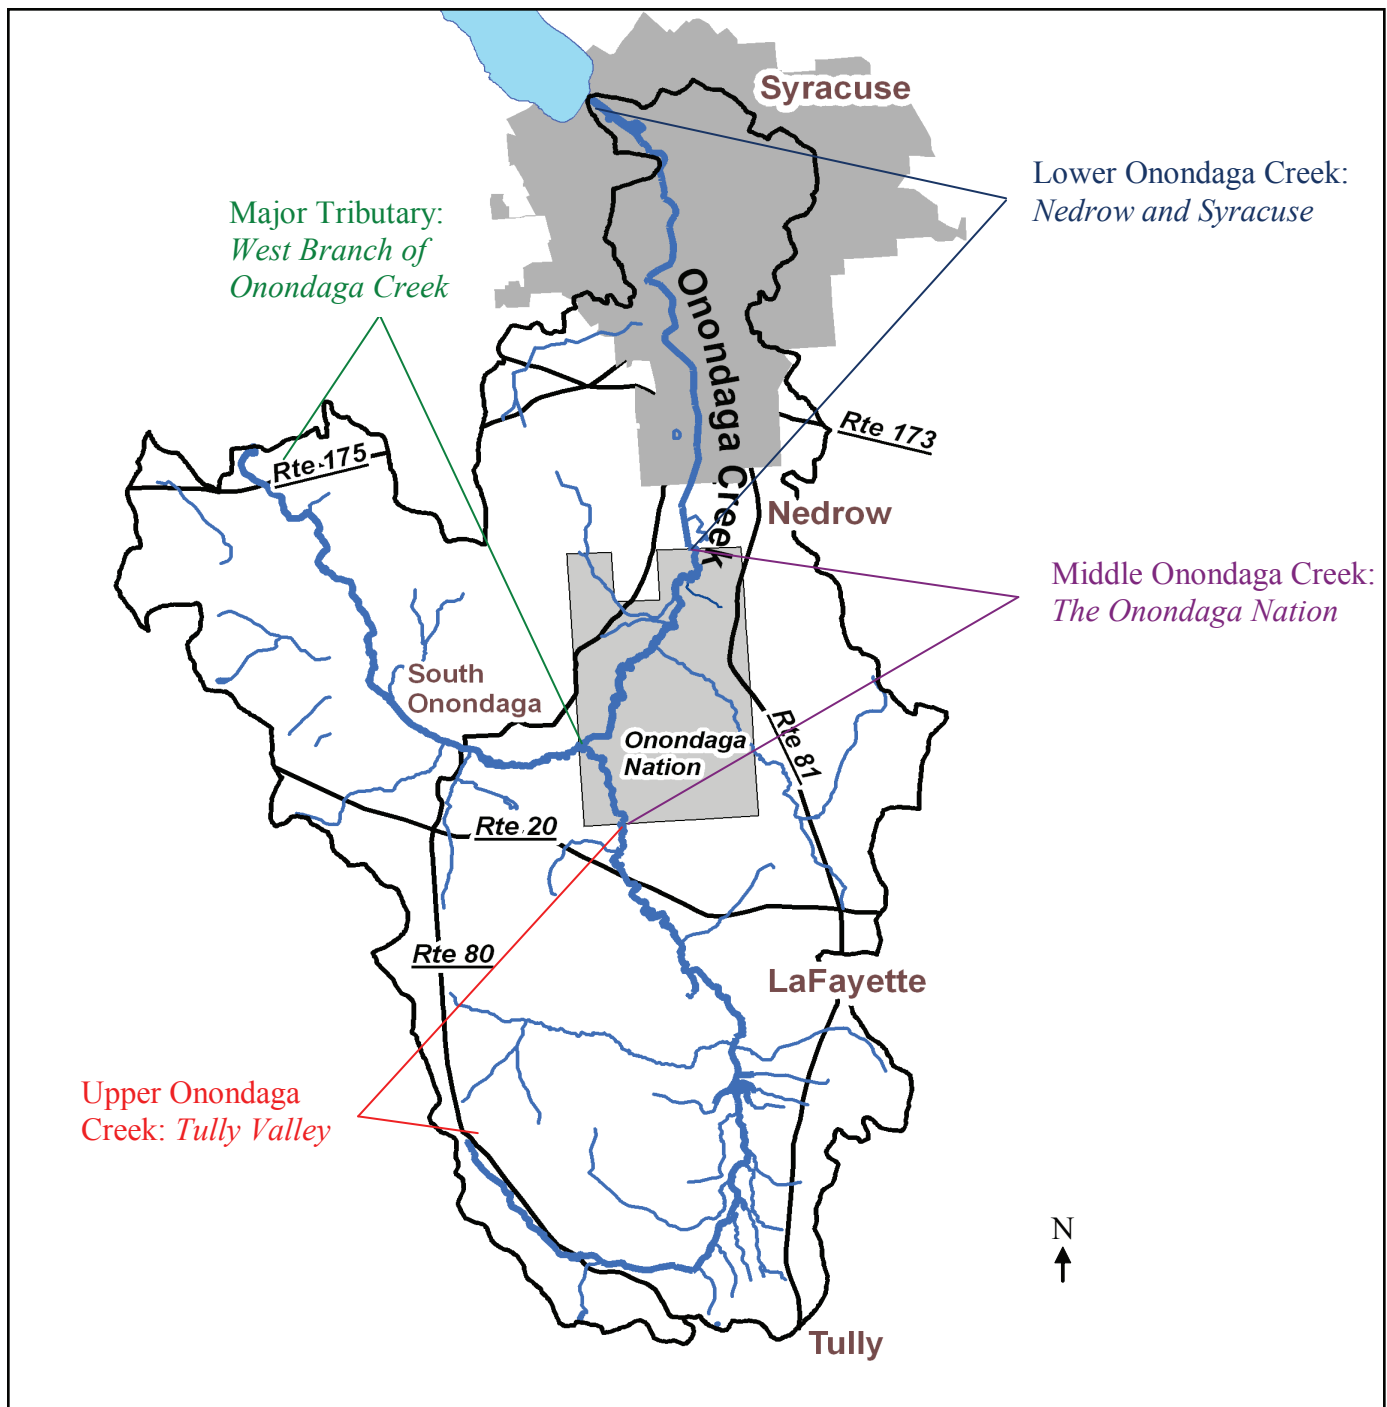 Syracuse
Lower Onondaga Creek:
Nedrow and Syracuse
Major Tributary:
West Branch of
Onondaga Creek
Onondaga Creek
Rte 173
Rte 175
Nedrow
Middle Onondaga Creek:
The Onondaga Nation
South
Onondaga
Rte 81
Onondaga
Nation
Rte 20
Rte 80
LaFayette
Upper Onondaga
Creek: Tully Valley
N
Tully